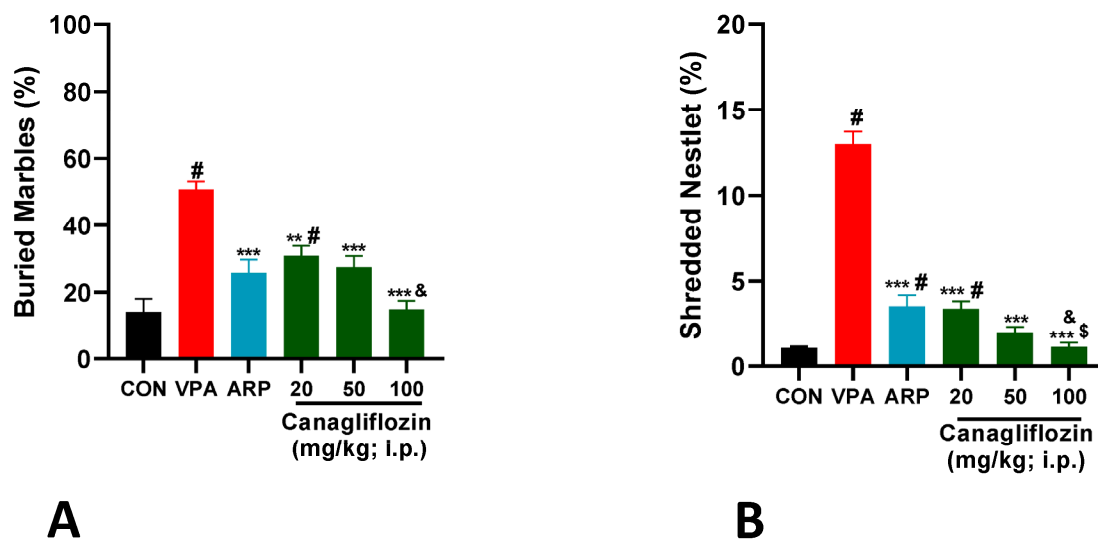 100
80
60
40
20
0
Buried Marbles (%)
#
***
** #
***
*** &
CON VPA ARP 20 50 100
Canagliflozin
(mg/kg; i.p.)
A
20
15
10
5
0
Shredded Nestlet (%)
#
*** #
*** #
***
&
*** $
CON VPA ARP 20 50 100
Canagliflozin
(mg/kg; i.p.)
B